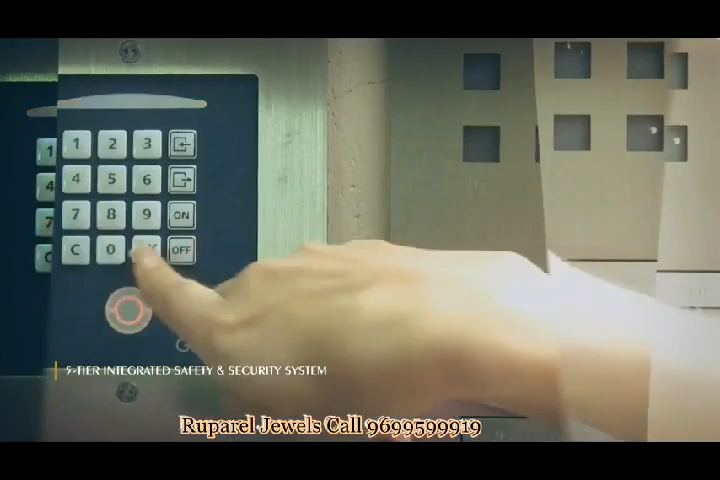 1 2 3
4 5 6
7 8 9 ON
C 0 OFF
5-TIER INTEGRATED SAFETY & SECURITY SYSTEM
Ruparel Jewels Call 9699599919